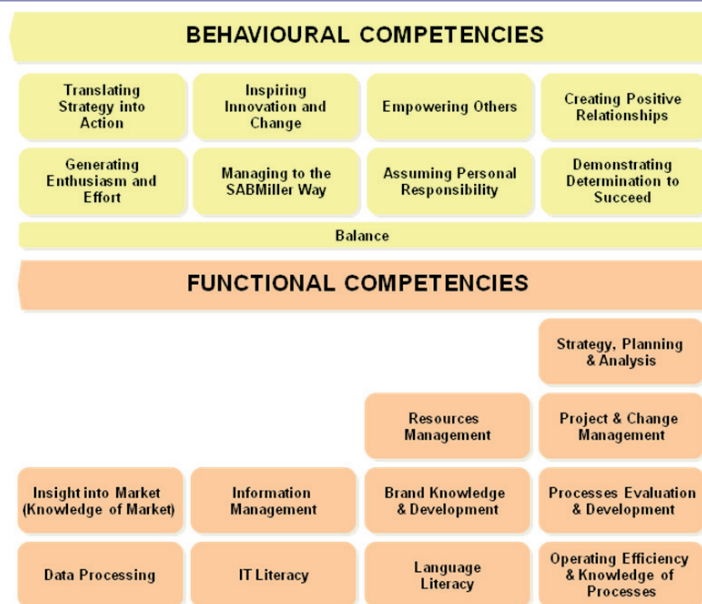 BEHAVIOURAL COMPETENCIES
Translating
Strategy into
Action
Inspiring
Innovation and
Change
Empowering Others
Creating Positive
Relationships
Generating
Enthusiasm and
Effort
Managing to the
SABMiller Way
Assuming Personal
Responsibility
Demonstrating
Determination to
Succeed
Balance
FUNCTIONAL COMPETENCIES
Strategy, Planning
& Analysis
Resources
Management
Project & Change
Management
Insight into Market
(Knowledge of Market)
Information
Management
Brand Knowledge
& Development
Processes Evaluation
& Development
Data Processing
IT Literacy
Language
Literacy
Operating Efficiency
& Knowledge of
Processes